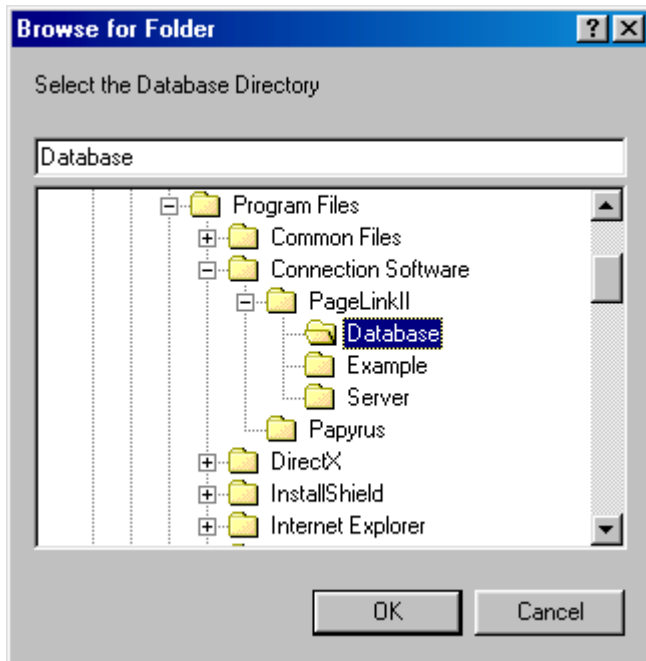 Browse for Folder
Select the Database Directory
Database
Program Files
Common Files
Connection Software
PageLinkII
Database
Example
Server
Papyrus
DirectX
InstallShield
Internet Explorer
OK Cancel